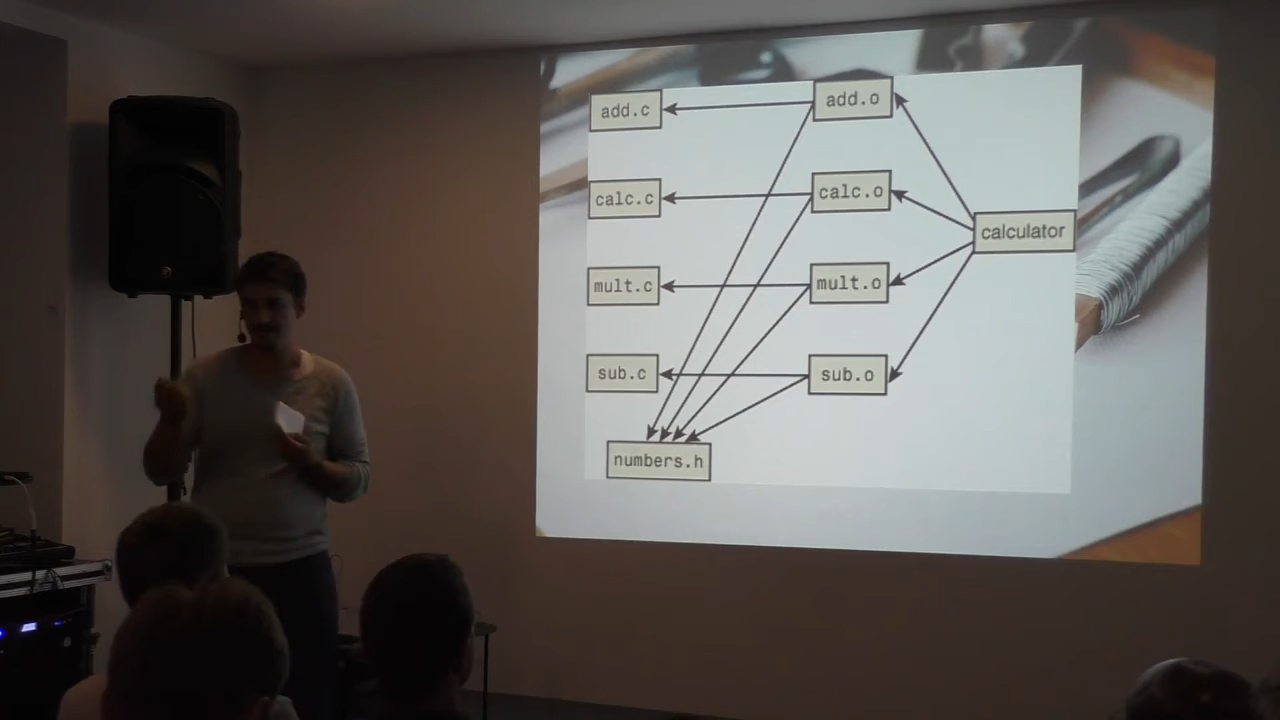 add.c
add.o
calc.c
calc.o
calculator
mult.c
mult.o
sub.c
sub.o
numbers.h